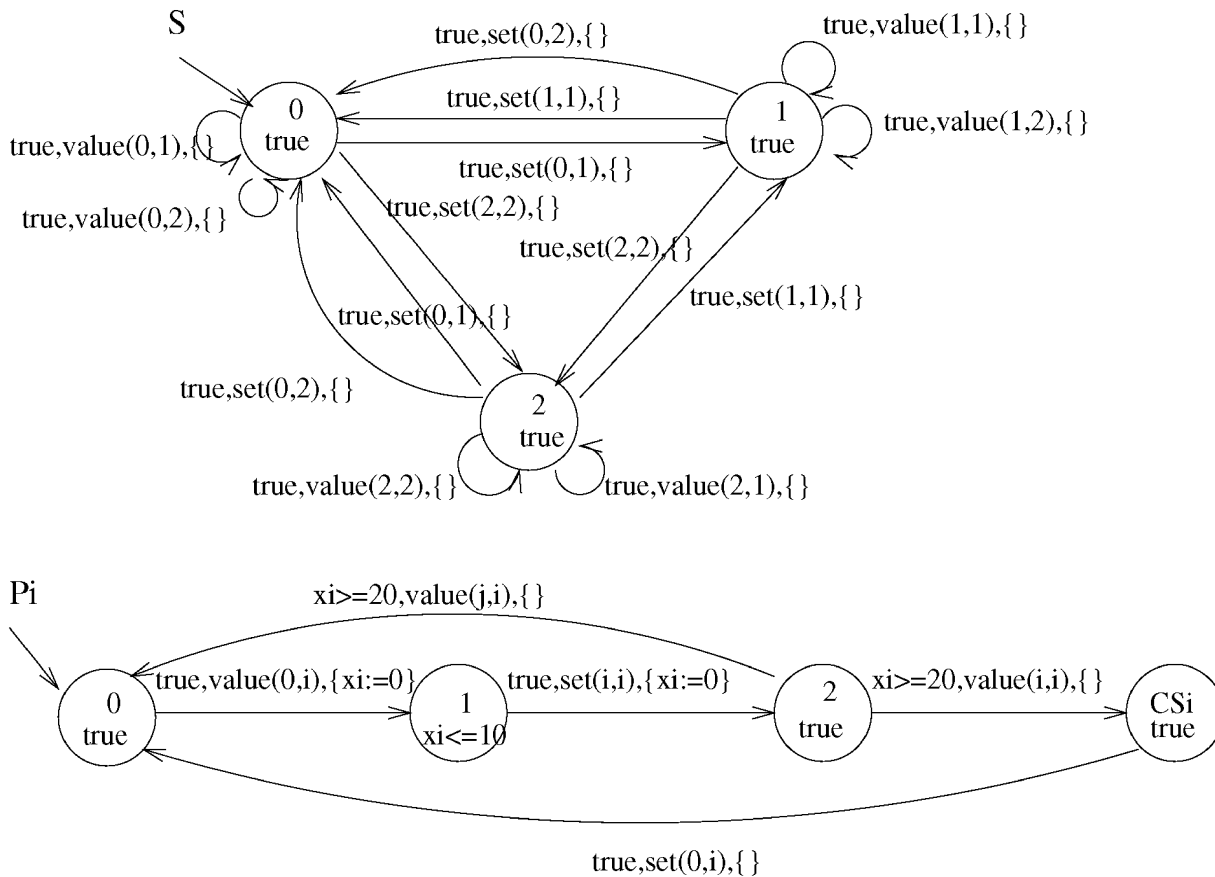 S
true,set(0,2),{}
true,value(1,1),{}
0
true
true,set(1,1),{}
1
true
true,value(1,2),{}
true,value(0,1),{}
true,set(0,1),{}
true,value(0,2),{}
true,set(2,2),{}
true,set(2,2),{}
true,set(1,1),{}
true,set(0,1),{}
true,set(0,2),{}
2
true
true,value(2,2),{}
true,value(2,1),{}
Pi
xi>=20,value(j,i),{}
0
true
true,value(0,i),{xi:=0}
1
xi<=10
true,set(i,i),{xi:=0}
2
true
xi>=20,value(i,i),{}
CSi
true
true,set(0,i),{}